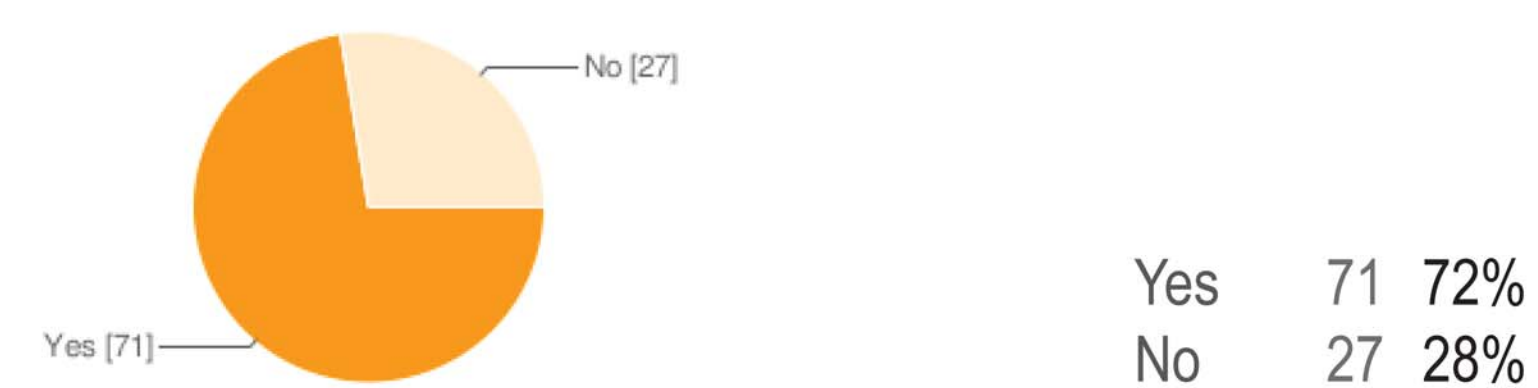 No [27]
Yes [71]
Yes 71 72%
No 27 28%